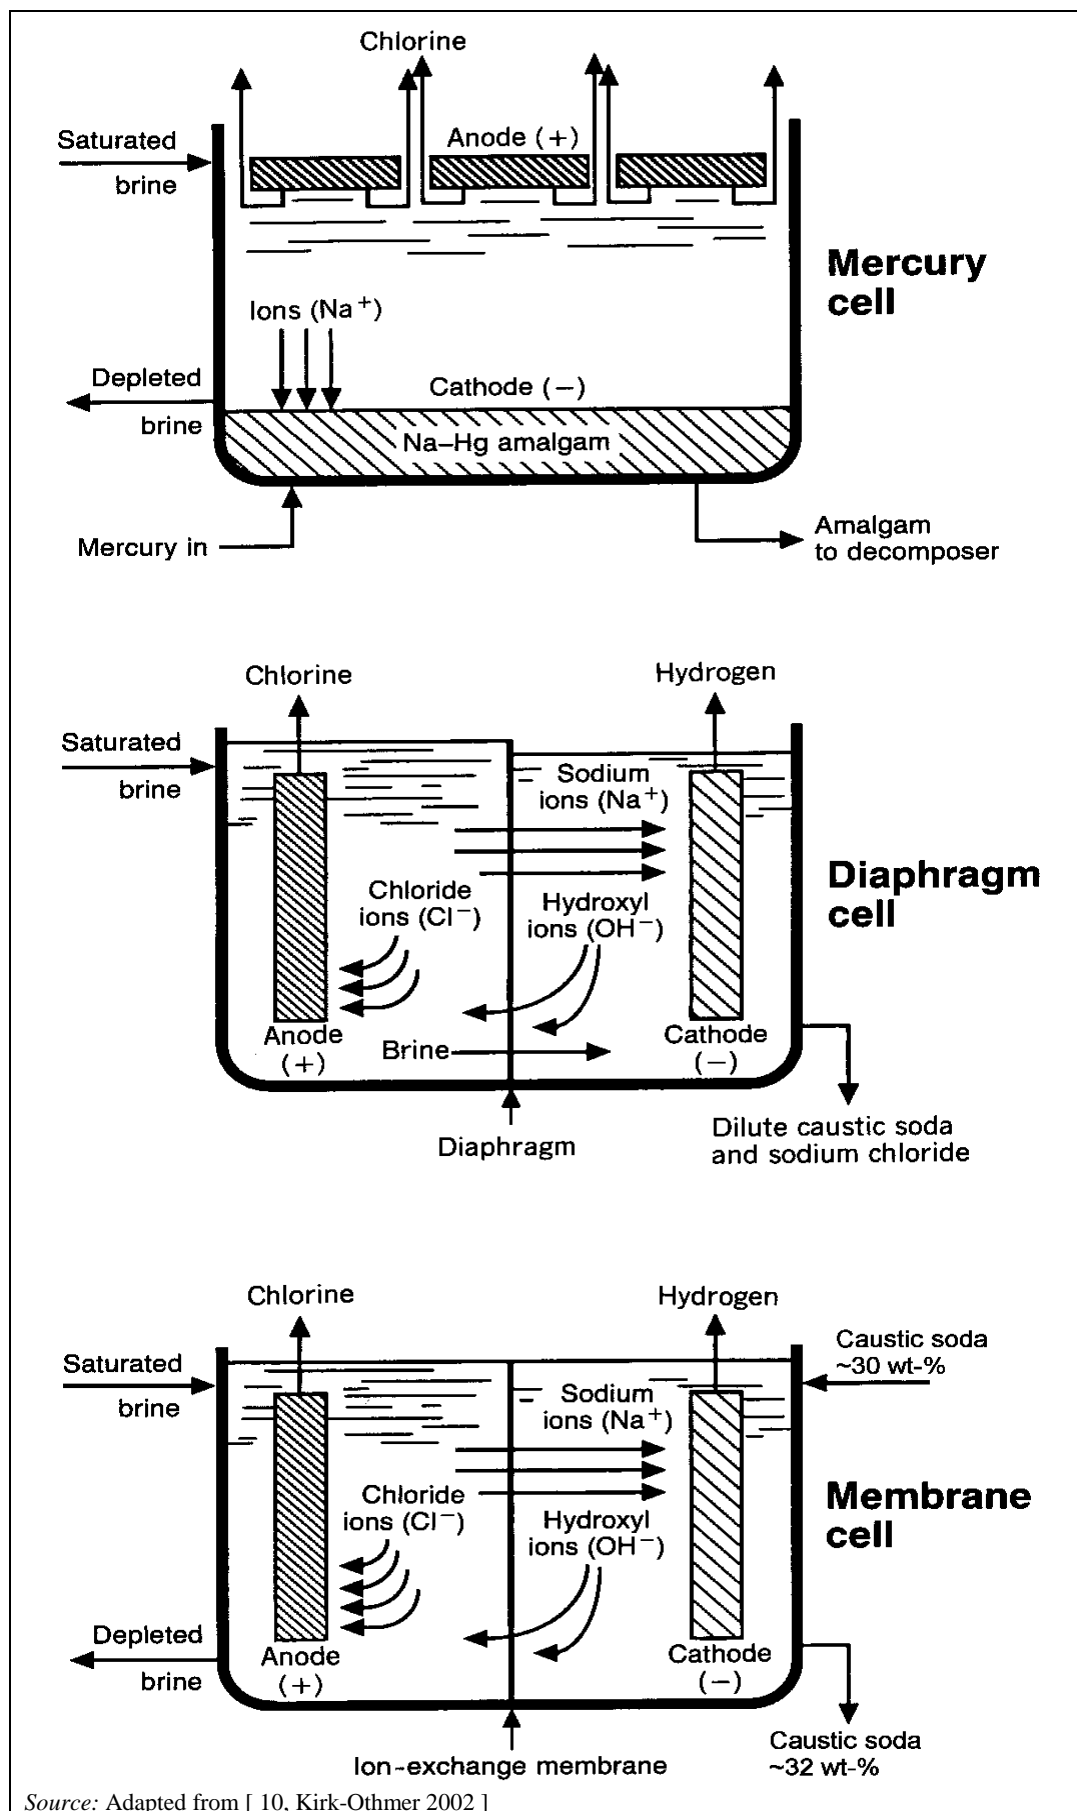 Chlorine
Saturated
brine
Anode (+)
Mercury
cell
Ions (Na+)
Depleted
brine
Cathode (−)
Na–Hg amalgam
Mercury in
Amalgam
to decomposer
Chlorine
Hydrogen
Saturated
brine
Sodium
ions (Na+)
Diaphragm
cell
Chloride
ions (Cl−)
Hydroxyl
ions (OH−)
Anode
(+)
Brine
Cathode
(−)
Diaphragm
Dilute caustic soda
and sodium chloride
Chlorine
Hydrogen
Saturated
brine
Caustic soda
~30 wt-%
Sodium
ions (Na+)
Membrane
cell
Chloride
ions (Cl−)
Hydroxyl
ions (OH−)
Depleted
brine
Anode
(+)
Cathode
(−)
Ion-exchange membrane
Caustic soda
~32 wt-%
Source: Adapted from [ 10, Kirk-Othmer 2002 ]